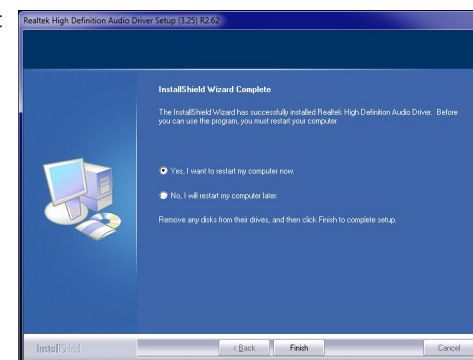 Realtek High Definition Audio Driver Setup (3.25) R2.62
InstallShield Wizard Complete
The InstallShield Wizard has successfully installed Realtek High Definition Audio Driver. Before
you can use the program, you must restart your computer.
Yes, I want to restart my computer now.
No, I will restart my computer later.
Remove any disks from their drives, and then click Finish to complete setup.
InstallShield
< Back
Finish
Cancel